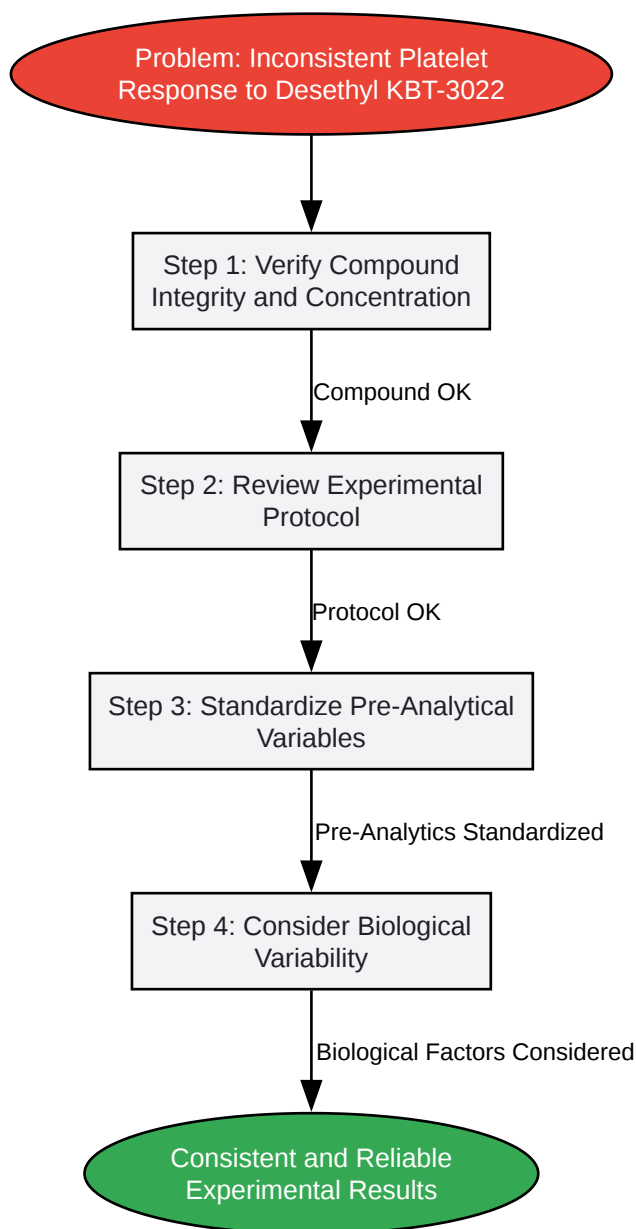 Problem: Inconsistent Platelet
Response to Desethyl KBT-3022
Step 1: Verify Compound
Integrity and Concentration
Compound OK
Step 2: Review Experimental
Protocol
Protocol OK
Step 3: Standardize Pre-Analytical
Variables
Pre-Analytics Standardized
Step 4: Consider Biological
Variability
Biological Factors Considered
Consistent and Reliable
Experimental Results